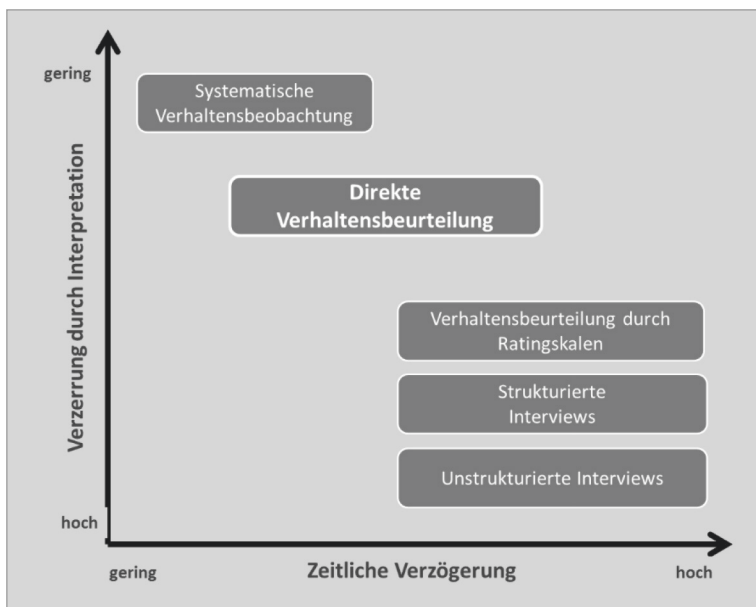 gering
Systematische
Verhaltensbeobachtung
Direkte
Verhaltensbeurteilung
Verzerrung durch Interpretation
Verhaltensbeurteilung durch
Ratingskalen
Strukturierte
Interviews
Unstrukturierte Interviews
hoch
gering
Zeitliche Verzögerung
hoch